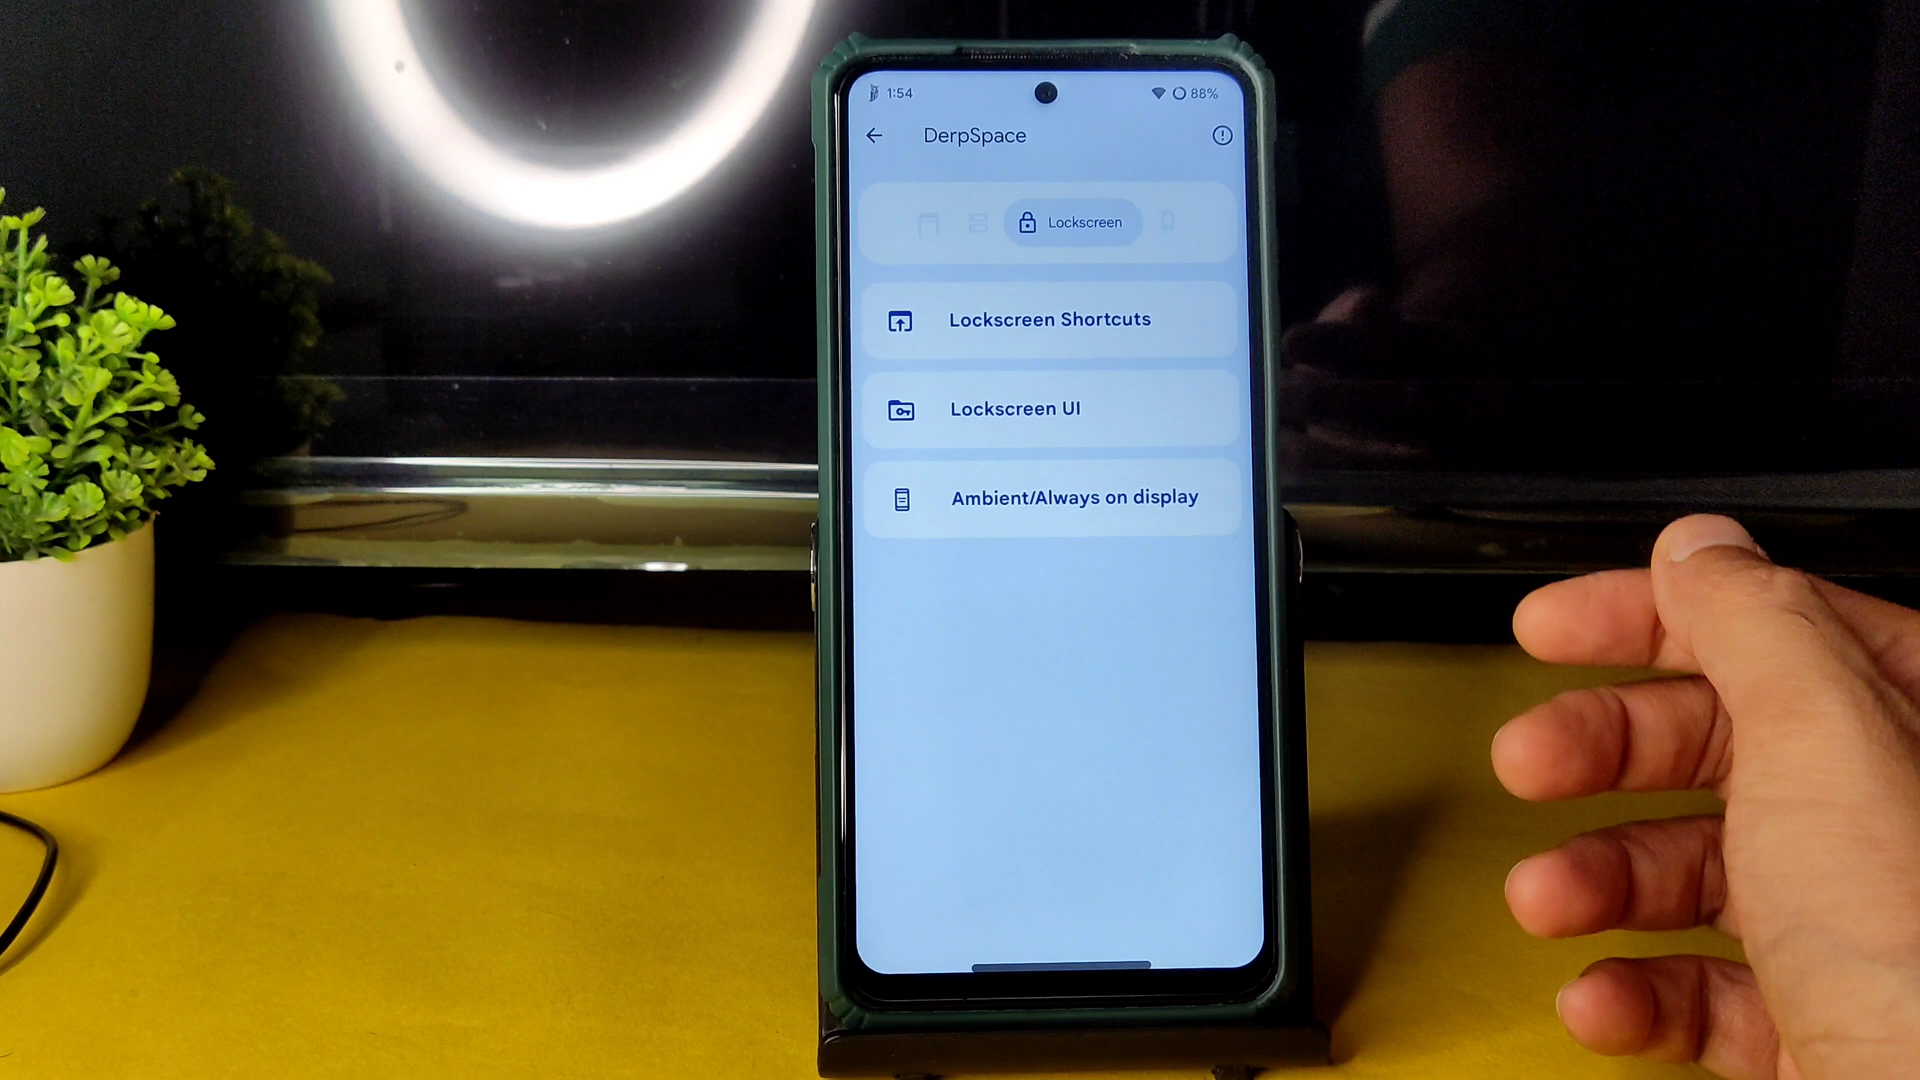 1:54
88%
DerpSpace
Lockscreen
Lockscreen Shortcuts
Lockscreen UI
Ambient/Always on display